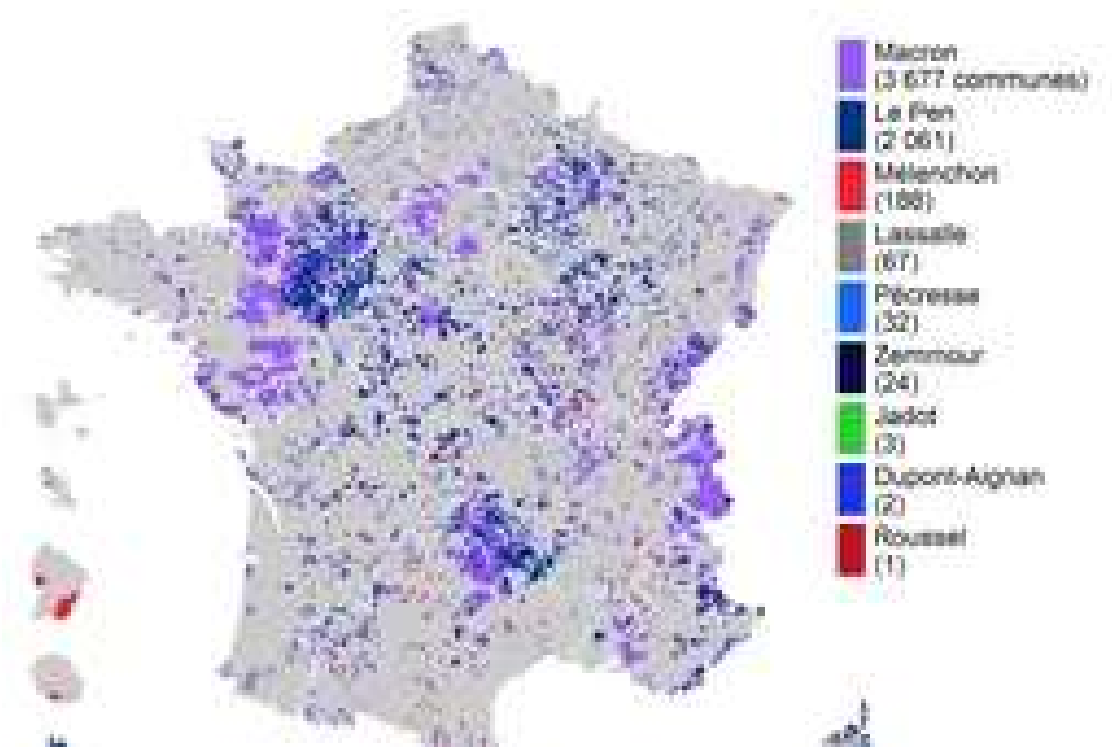 Macron
(3 677 communes)
Le Pen
(2 061)
Mélenchon
(188)
Lassalle
(67)
Pécresse
(32)
Zemmour
(24)
Jadot
(3)
Dupont-Aignan
(2)
Roussel
(1)